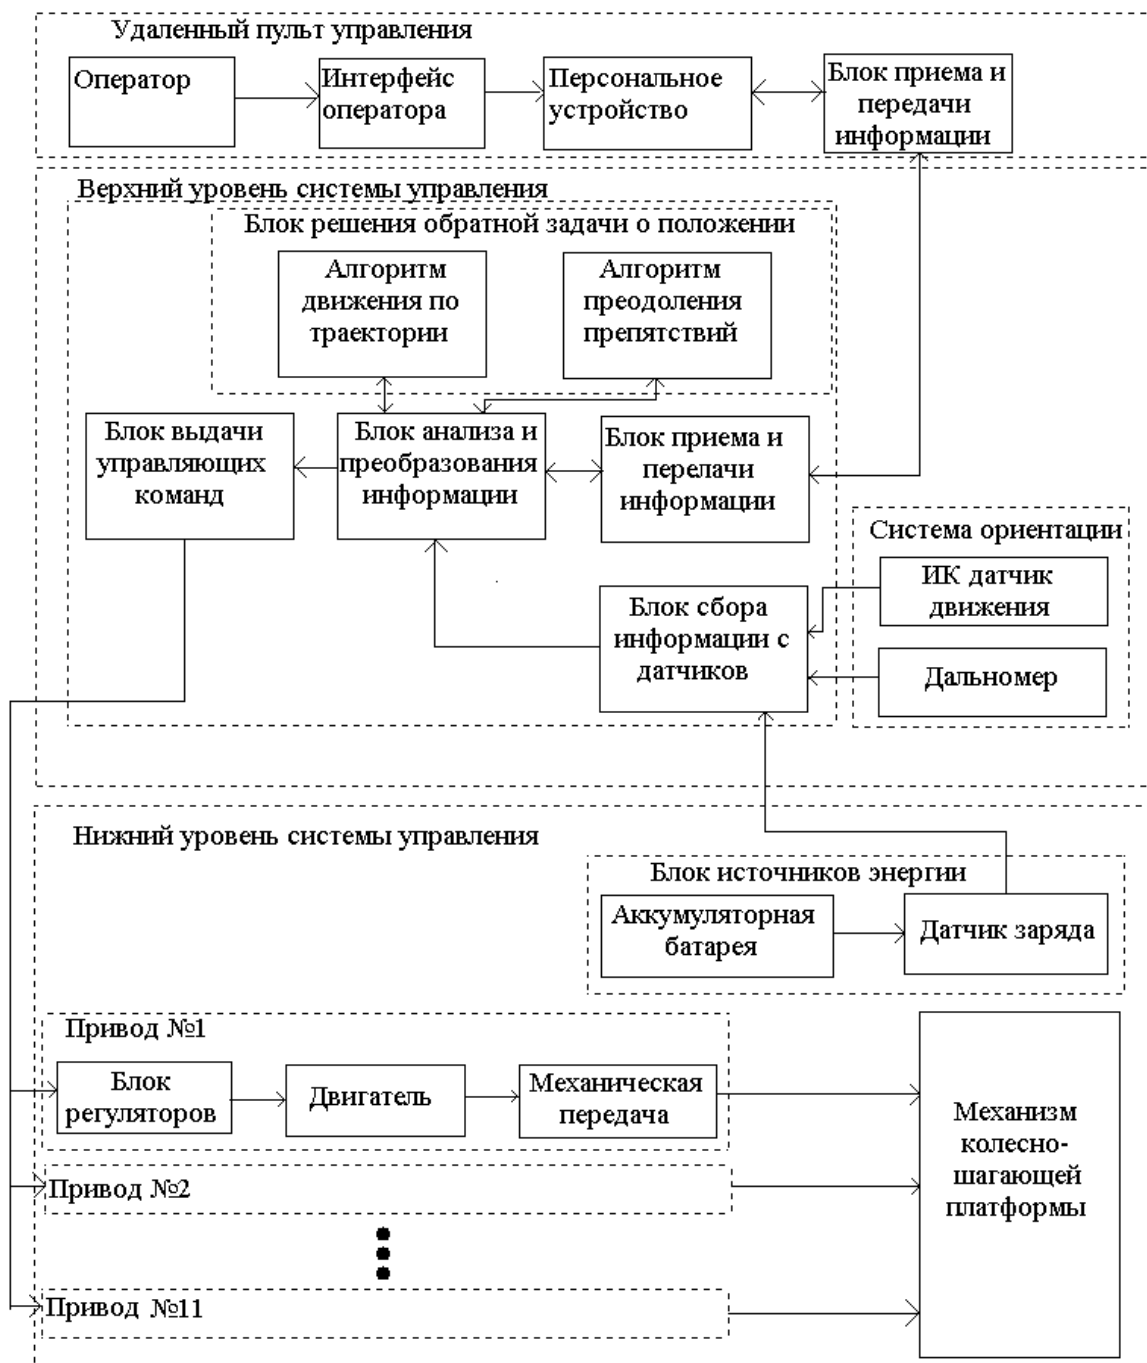 Удаленный пульт управления
Оператор
Интерфейс
оператора
Персональное
устройство
Блок приема и
передачи
информации
Верхний уровень системы управления
Блок решения обратной задачи о положении
Алгоритм
движения по
траектории
Алгоритм
преодоления
препятствий
Блок выдачи
управляющих
команд
Блок анализа и
преобразования
информации
Блок приема и
перелачи
информации
Система ориентации
ИК датчик
движения
Блок сбора
информации с
датчиков
Дальномер
Нижний уровень системы управления
Блок источников энергии
Аккумуляторная
батарея
Датчик заряда
Привод №1
Блок
регуляторов
Двигатель
Механическая
передача
Механизм
колесно-
шагающей
платформы
Привод №2
Привод №11